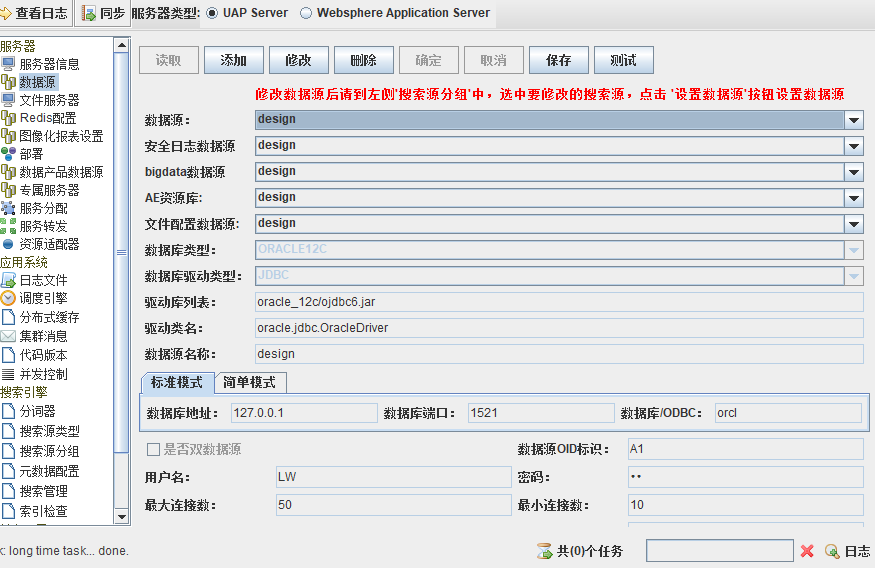 查看日志 同步 服务器类型: UAP Server Websphere Application Server
服务器
服务器信息
数据源
文件服务器
Redis配置
图像化报表设置
部署
数据产品数据源
专属服务器
服务分配
服务转发
资源适配器
应用系统
日志文件
调度引擎
分布式缓存
集群消息
代码版本
并发控制
搜索引擎
分词器
搜索源类型
搜索源分组
元数据配置
搜索管理
索引检查
读取 添加 修改 删除 确定 取消 保存 测试
修改数据源后请到左侧'搜索源分组'中，选中要修改的搜索源，点击 '设置数据源'按钮设置数据源
数据源： design
安全日志数据源 design
bigdata数据源 design
AE资源库: design
文件配置数据源: design
数据库类型： ORACLE12C
数据库驱动类型： JDBC
驱动库列表： oracle_12c/ojdbc6.jar
驱动类名： oracle.jdbc.OracleDriver
数据源名称： design
标准模式 简单模式
数据库地址： 127.0.0.1 数据库端口： 1521 数据库/ODBC： orcl
是否双数据源 数据源OID标识： A1
用户名： LW 密码： ••
最大连接数： 50 最小连接数： 10
long time task... done. 共(0)个任务 日志